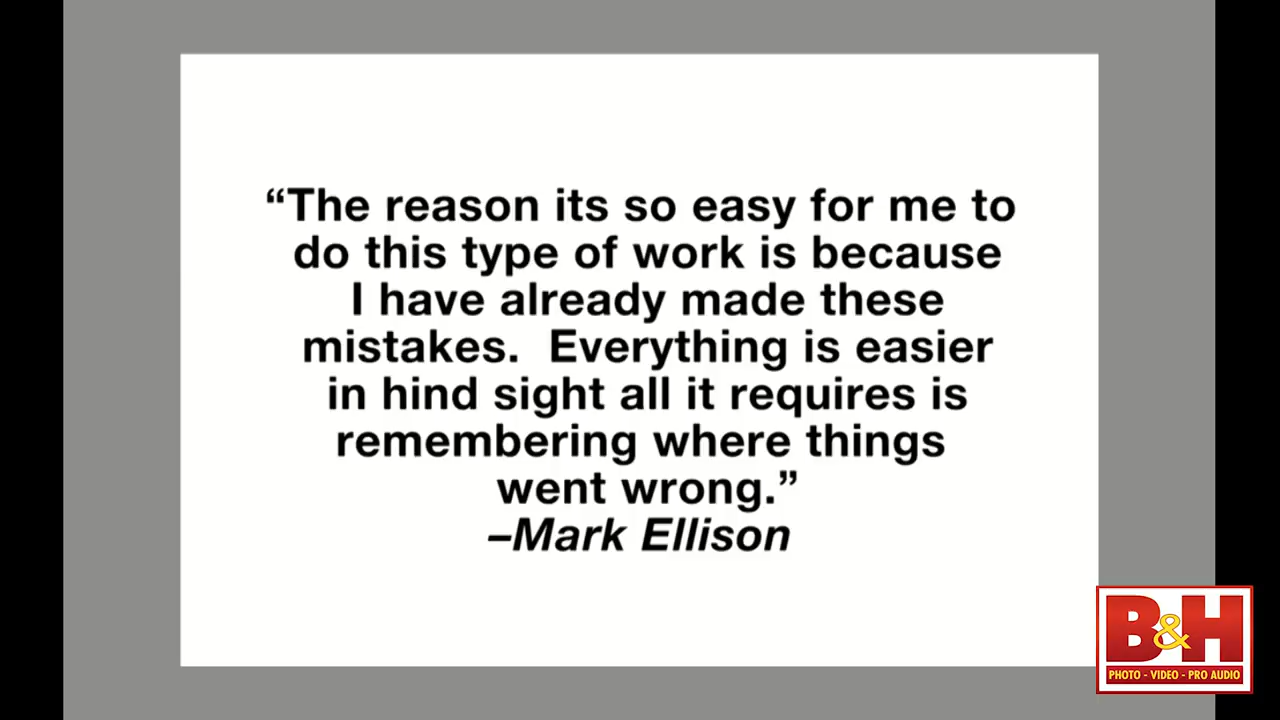 “The reason its so easy for me to
do this type of work is because
I have already made these
mistakes.  Everything is easier
in hind sight all it requires is
remembering where things
went wrong.”
–Mark Ellison
B&H
PHOTO - VIDEO - PRO AUDIO